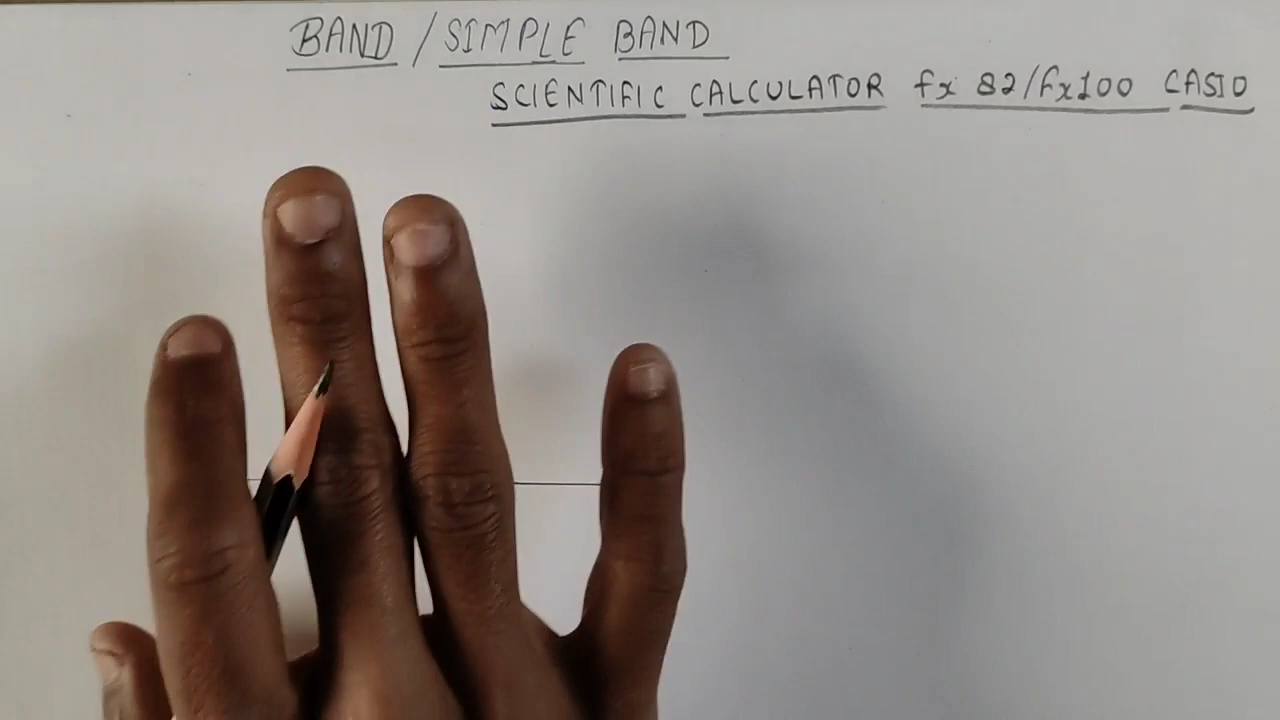 BAND / SIMPLE BAND
SCIENTIFIC CALCULATOR fx 82/fx100 CASIO